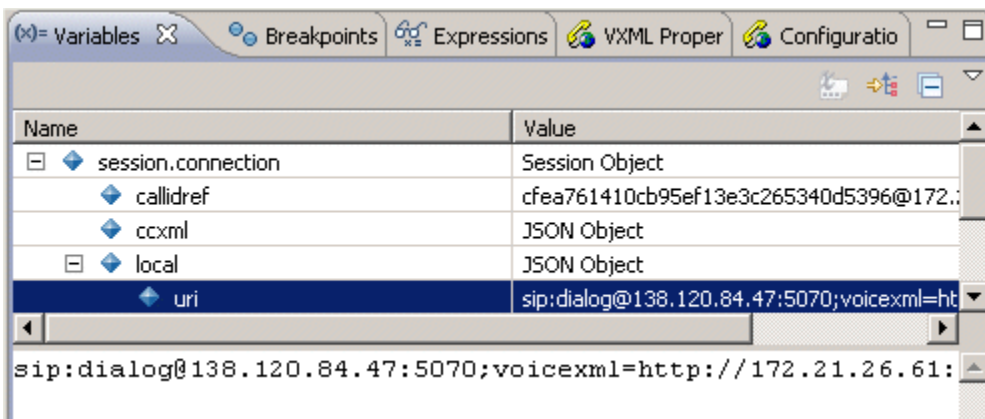 (x)= Variables Breakpoints Expressions VXML Proper Configuratio
Name Value
session.connection Session Object
callidref cfea761410cb95ef13e3c265340d5396@172.
ccxml JSON Object
local JSON Object
uri sip:dialog@138.120.84.47:5070;voicexml=ht
sip:dialog@138.120.84.47:5070;voicexml=http://172.21.26.61: